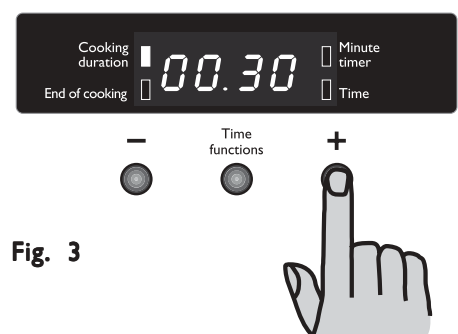 Cooking
duration
End of cooking
00.30
Minute
timer
Time
−
Time
functions
+
Fig. 3